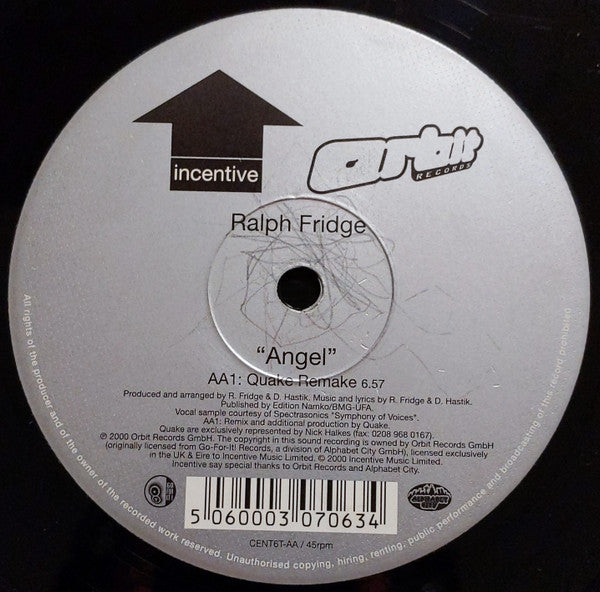 incentive
Orbit
RECORDS
Ralph Fridge
“Angel”
AA1: Quake Remake 6.57
Produced and arranged by R. Fridge & D. Hastik. Music and lyrics by R. Fridge & D. Hastik.
Published by Edition Namko/BMG-UFA.
Vocal sample courtesy of Spectrasonics "Symphony of Voices".
AA1: Remix and additional production by Quake.
Quake are exclusively represented by Nick Halkes (fax: 0208 968 0167).
℗ 2000 Orbit Records GmbH. The copyright in this sound recording is owned by Orbit Records GmbH
(originally licensed from Go-For-It! Records, a division of Alphabet City GmbH), licensed exclusively
in the UK & Eire to Incentive Music Limited. © 2000 Incentive Music Limited.
Incentive say special thanks to Orbit Records and Alphabet City.
GO FOR IT!
ALPHABET
CITY
5 060003 070634
CENT6T-AA / 45rpm
All rights of the producer and of the owner of the recorded work reserved. Unauthorised copying, hiring, renting, public performance and broadcasting of this record prohibited